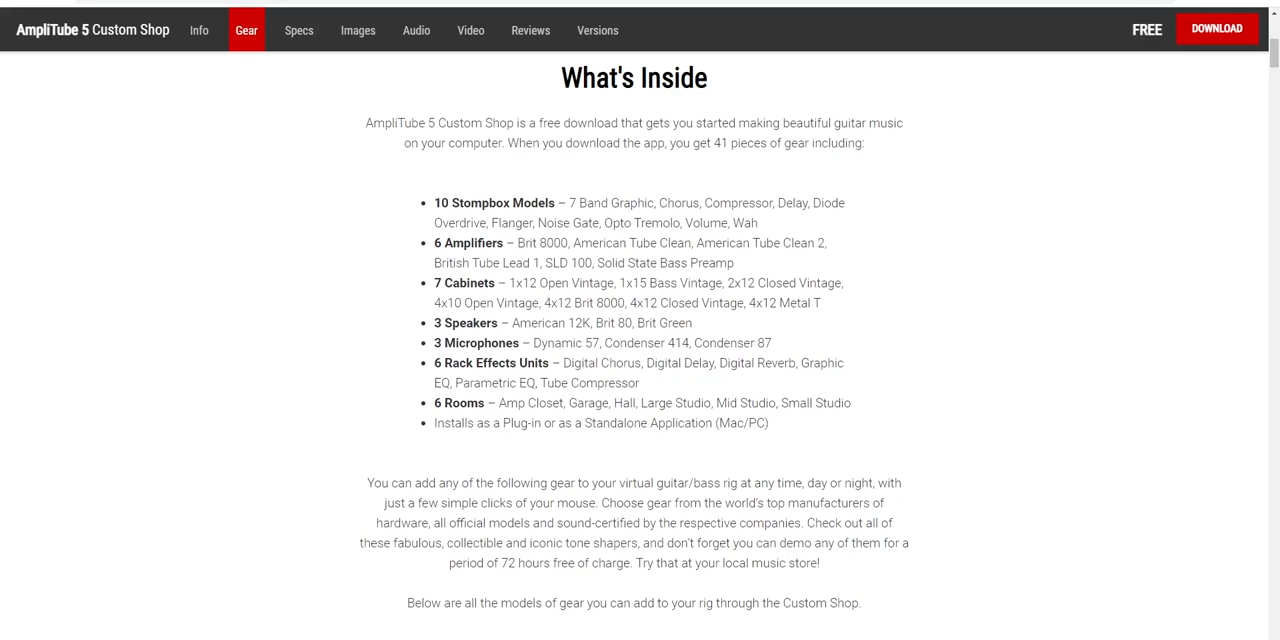 AmpliTube 5 Custom Shop Info Gear Specs Images Audio Video Reviews Versions FREE DOWNLOAD
What's Inside
AmpliTube 5 Custom Shop is a free download that gets you started making beautiful guitar music
on your computer. When you download the app, you get 41 pieces of gear including:
• 10 Stompbox Models – 7 Band Graphic, Chorus, Compressor, Delay, Diode
Overdrive, Flanger, Noise Gate, Opto Tremolo, Volume, Wah
• 6 Amplifiers – Brit 8000, American Tube Clean, American Tube Clean 2,
British Tube Lead 1, SLD 100, Solid State Bass Preamp
• 7 Cabinets – 1x12 Open Vintage, 1x15 Bass Vintage, 2x12 Closed Vintage,
4x10 Open Vintage, 4x12 Brit 8000, 4x12 Closed Vintage, 4x12 Metal T
• 3 Speakers – American 12K, Brit 80, Brit Green
• 3 Microphones – Dynamic 57, Condenser 414, Condenser 87
• 6 Rack Effects Units – Digital Chorus, Digital Delay, Digital Reverb, Graphic
EQ, Parametric EQ, Tube Compressor
• 6 Rooms – Amp Closet, Garage, Hall, Large Studio, Mid Studio, Small Studio
• Installs as a Plug-in or as a Standalone Application (Mac/PC)
You can add any of the following gear to your virtual guitar/bass rig at any time, day or night, with
just a few simple clicks of your mouse. Choose gear from the world's top manufacturers of
hardware, all official models and sound-certified by the respective companies. Check out all of
these fabulous, collectible and iconic tone shapers, and don't forget you can demo any of them for a
period of 72 hours free of charge. Try that at your local music store!
Below are all the models of gear you can add to your rig through the Custom Shop.